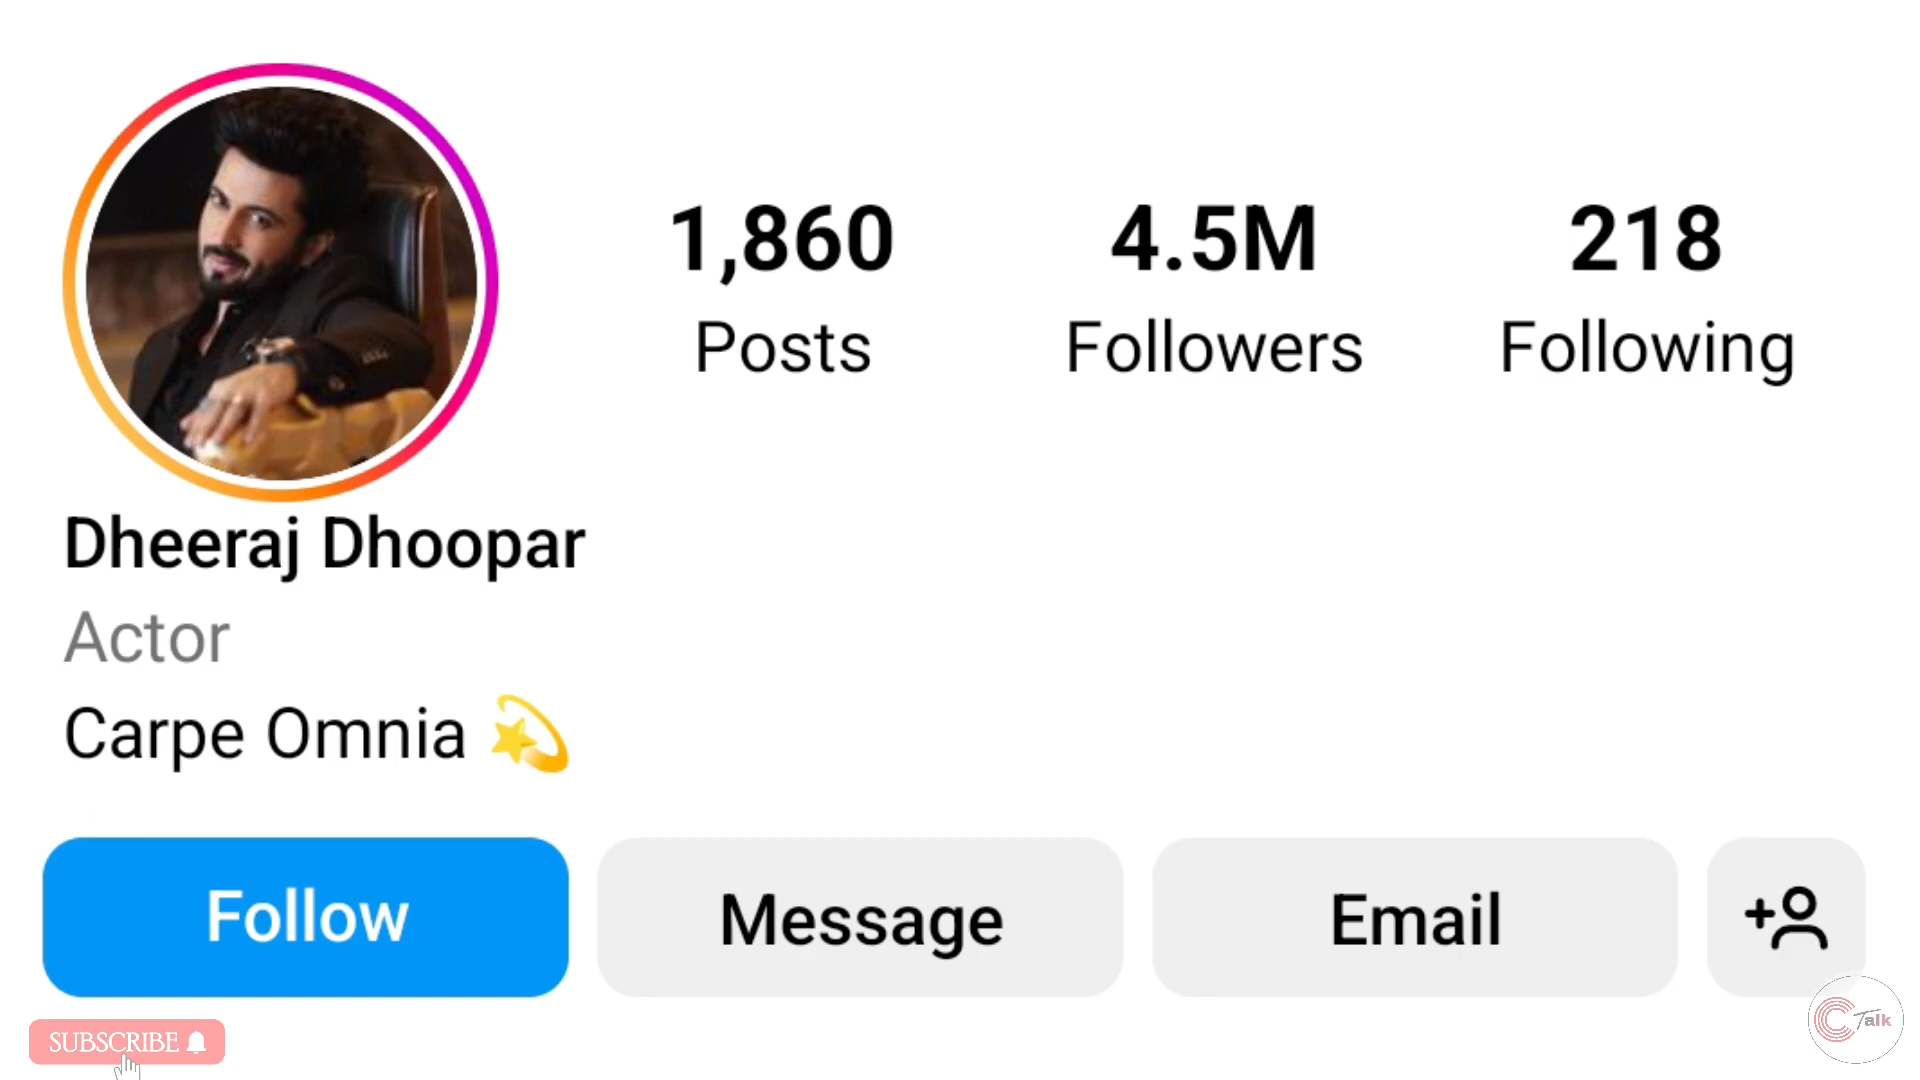 1,860 4.5M 218
Posts Followers Following
Dheeraj Dhoopar
Actor
Carpe Omnia 💫
Follow Message Email
SUBSCRIBE
C Talk